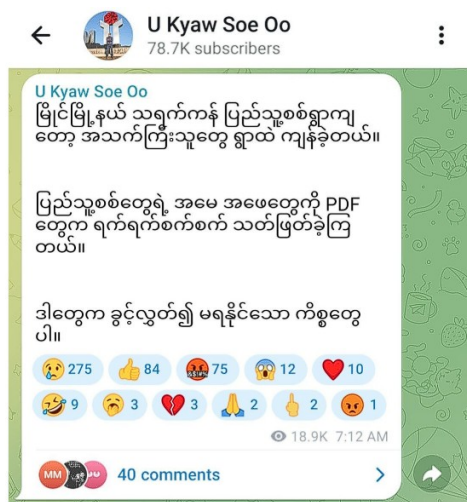 U Kyaw Soe Oo
78.7K subscribers
U Kyaw Soe Oo
မြိုင်မြို့နယ် သရက်ကန် ပြည်သူ့စစ်ရွာကျ
တော့ အသက်ကြီးသူတွေ ရွာထဲ ကျန်ခဲ့တယ်။
ပြည်သူ့စစ်တွေရဲ့ အမေ အဖေတွေကို PDF
တွေက ရက်ရက်စက်စက် သတ်ဖြတ်ခဲ့ကြ
တယ်။
ဒါတွေက ခွင့်လွှတ်၍ မရနိုင်သော ကိစ္စတွေ
ပါ။
275 84 75 12 10
9 3 3 2 2 1
18.9K 7:12 AM
MM 40 comments